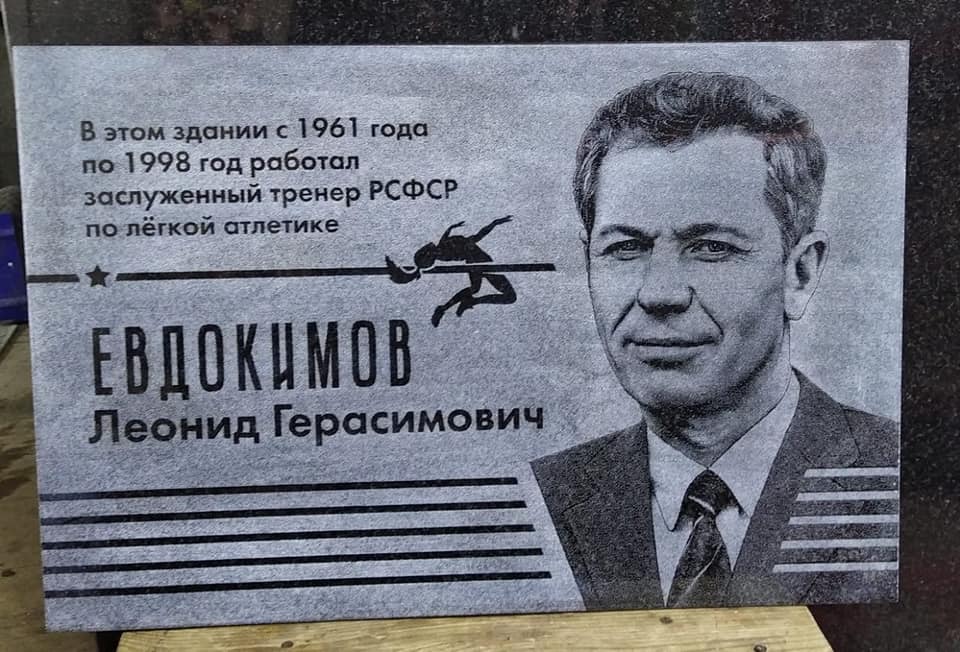 В этом здании с 1961 года
по 1998 год работал
заслуженный тренер РСФСР
по лёгкой атлетике
ЕВДОКИМОВ
Леонид Герасимович